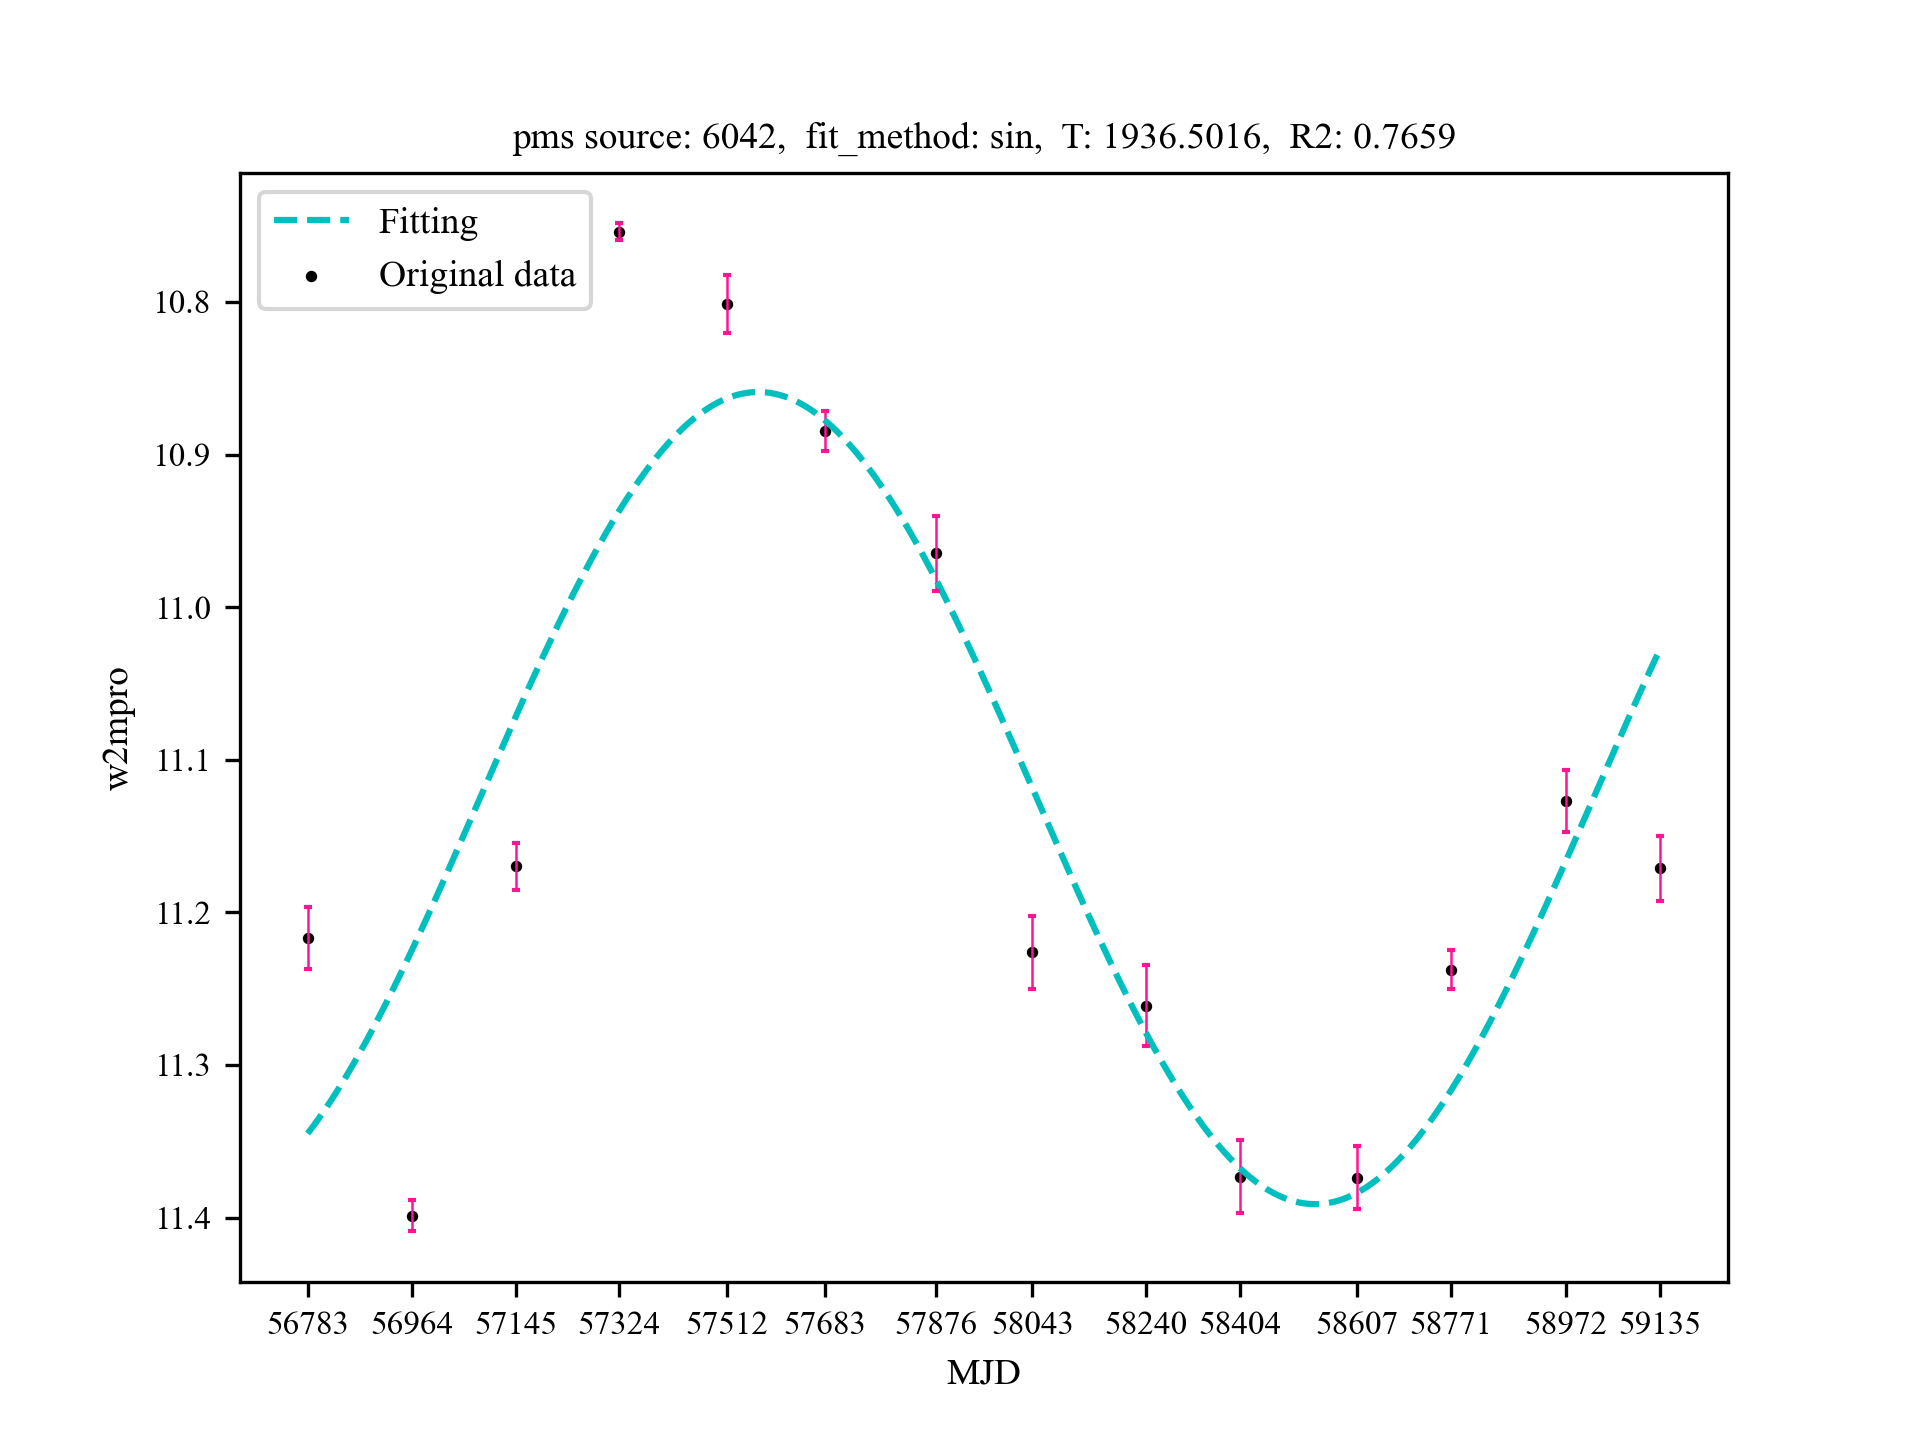 pms source: 6042,  fit_method: sin,  T: 1936.5016,  R2: 0.7659
Fitting
Original data
10.8
10.9
11.0
11.1
11.2
11.3
11.4
w2mpro
56783 56964 57145 57324 57512 57683 57876 58043 58240 58404 58607 58771 58972 59135
MJD